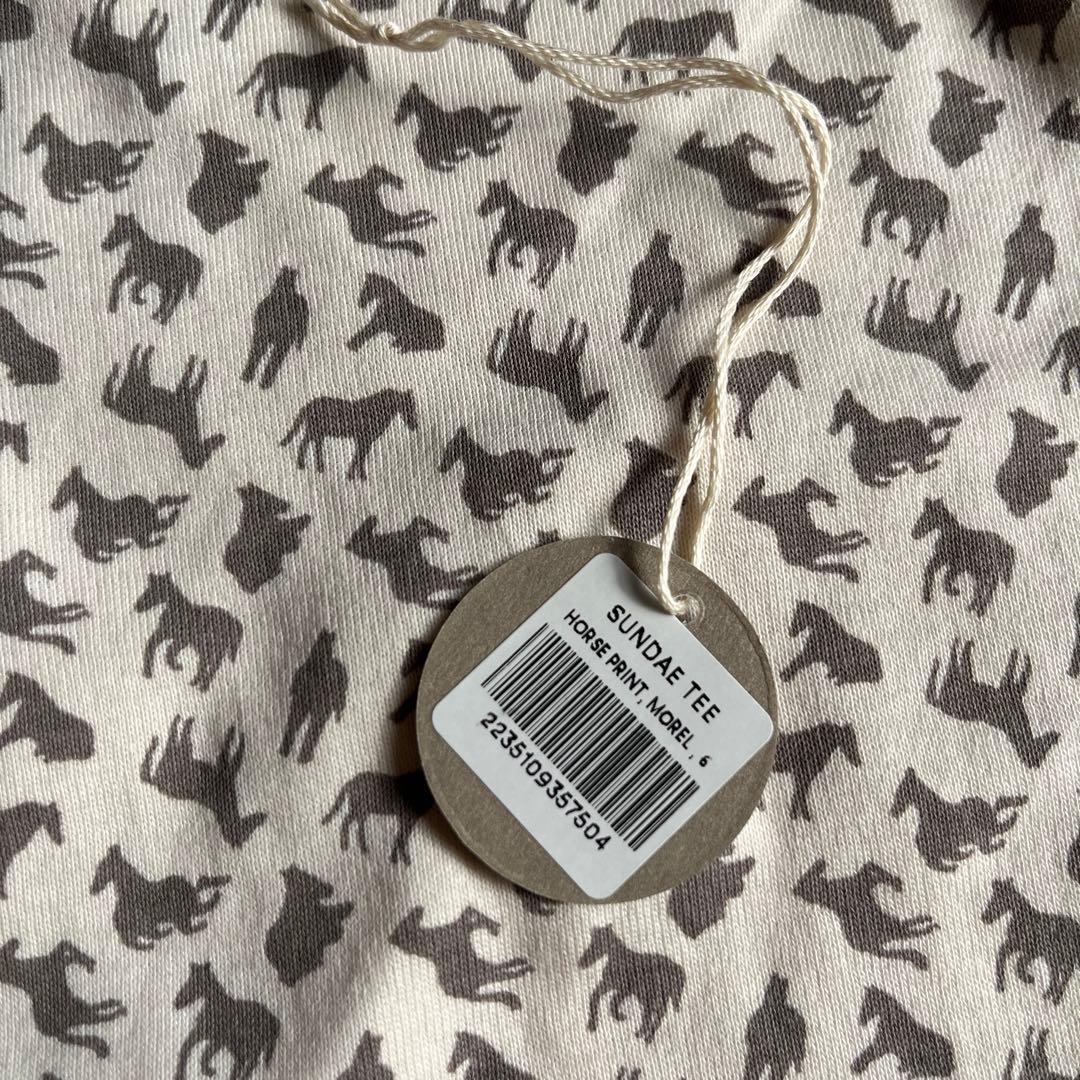 SUNDAE TEE
HORSE PRINT, MOREL, 6
2235109357504